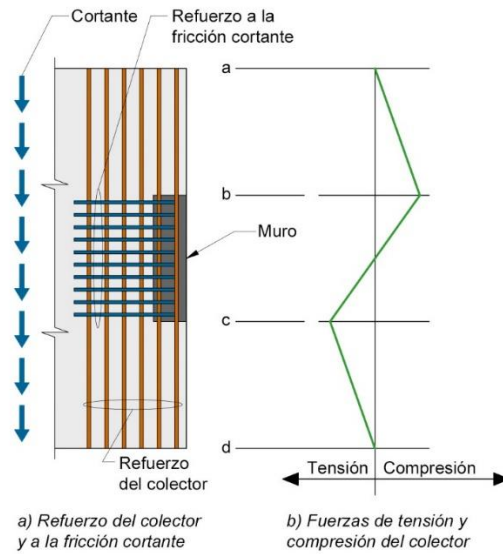 Cortante
Refuerzo a la
fricción cortante
a
b
Muro
c
d
Refuerzo
del colector
Tensión
Compresión
a) Refuerzo del colector
y a la fricción cortante
b) Fuerzas de tensión y
compresión del colector